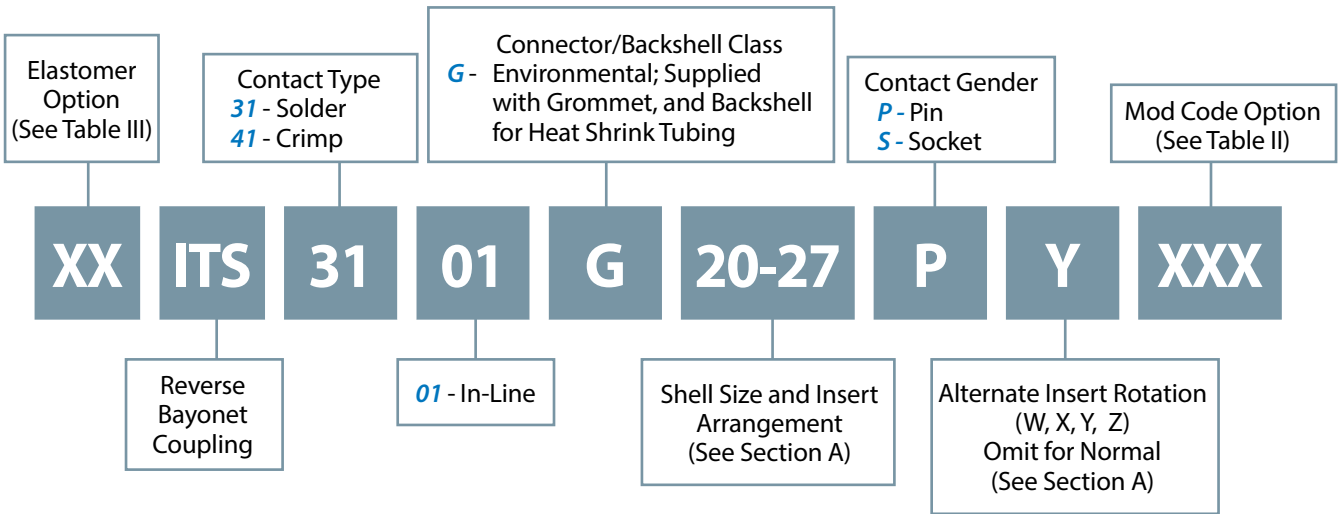 Elastomer
Option
(See Table III)
Contact Type
31 - Solder
41 - Crimp
Connector/Backshell Class
G - Environmental; Supplied
with Grommet, and Backshell
for Heat Shrink Tubing
Contact Gender
P - Pin
S - Socket
Mod Code Option
(See Table II)
XX ITS 31 01 G 20-27 P Y XXX
Reverse
Bayonet
Coupling
01 - In-Line
Shell Size and Insert
Arrangement
(See Section A)
Alternate Insert Rotation
(W, X, Y, Z)
Omit for Normal
(See Section A)